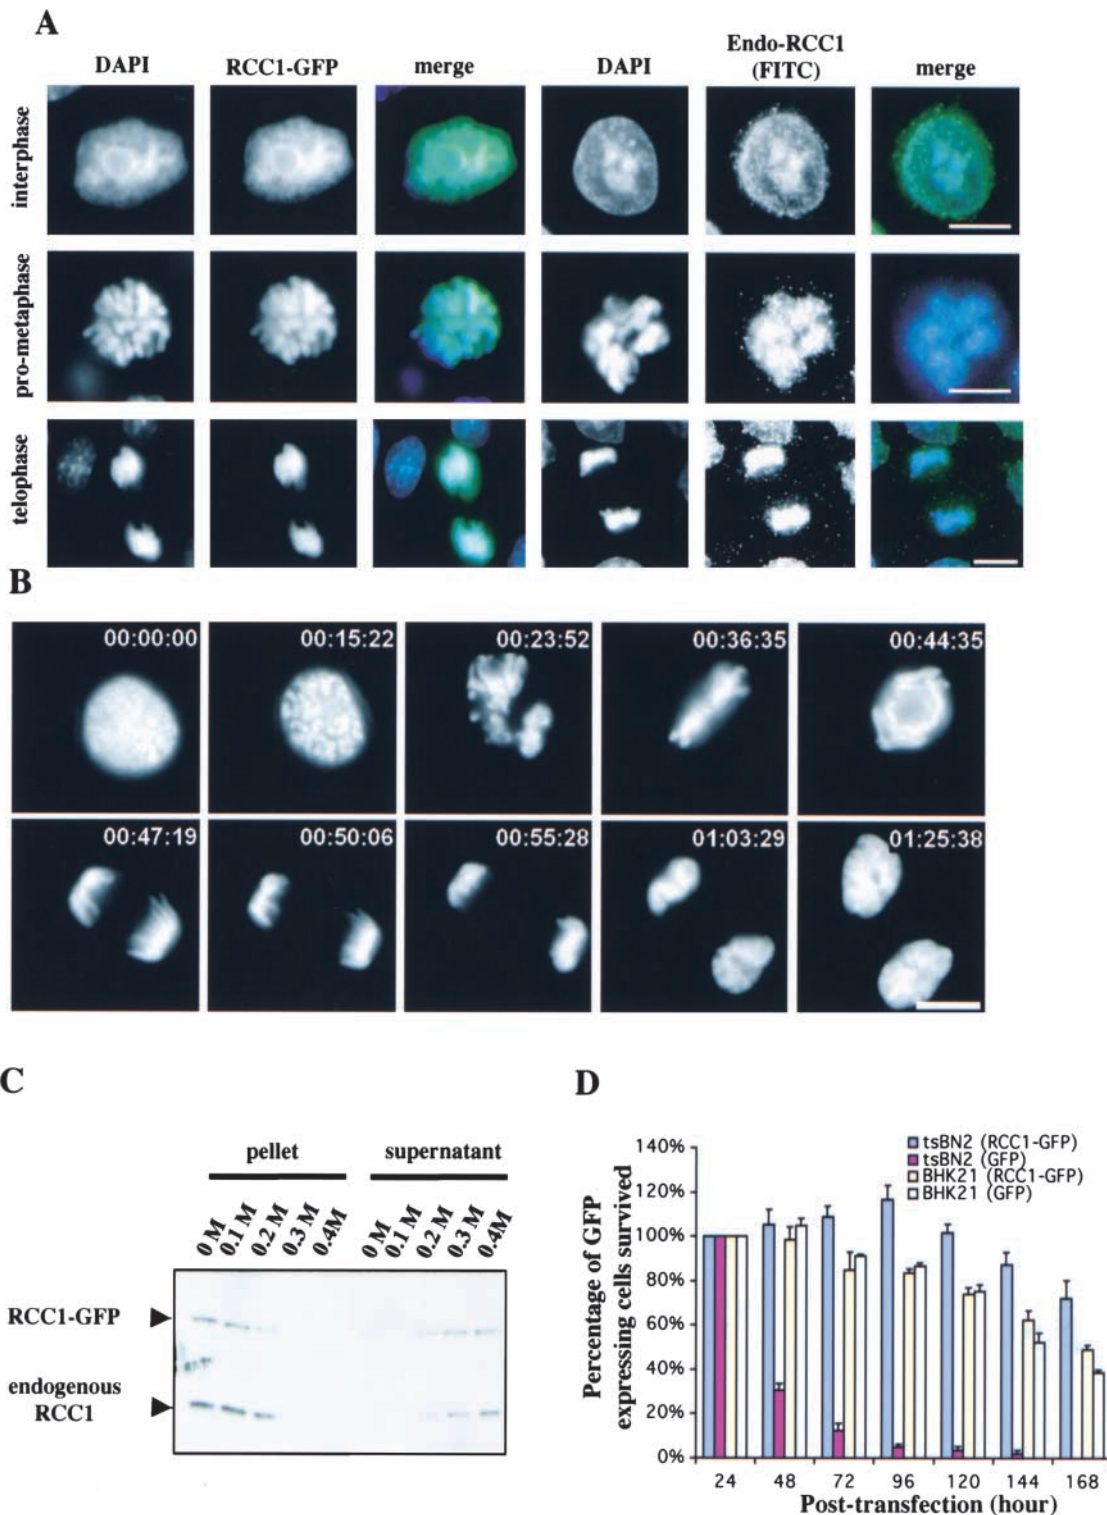 A
DAPI RCC1-GFP merge DAPI Endo-RCC1 (FITC) merge
interphase
pro-metaphase
telophase
B
00:00:00 00:15:22 00:23:52 00:36:35 00:44:35
00:47:19 00:50:06 00:55:28 01:03:29 01:25:38
C
pellet supernatant
0 M 0.1 M 0.2 M 0.3 M 0.4M 0 M 0.1 M 0.2 M 0.3 M 0.4M
RCC1-GFP
endogenous
RCC1
D
Percentage of GFP
expressing cells survived
140%
120%
100%
80%
60%
40%
20%
0%
tsBN2 (RCC1-GFP)
tsBN2 (GFP)
BHK21 (RCC1-GFP)
BHK21 (GFP)
24 48 72 96 120 144 168
Post-transfection (hour)